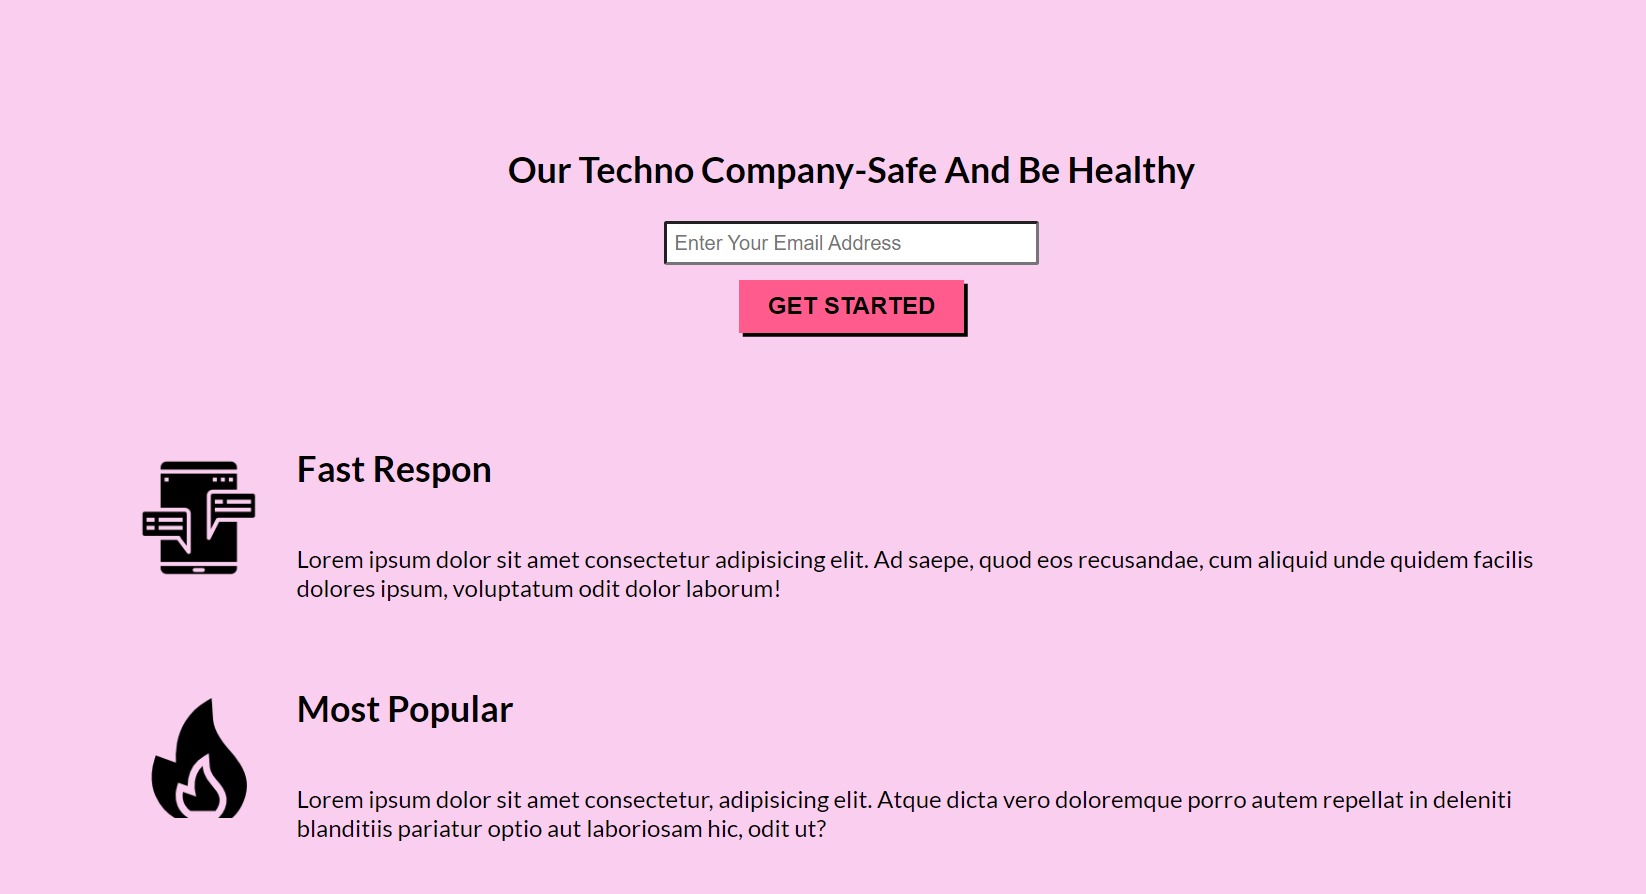 Our Techno Company-Safe And Be Healthy
Enter Your Email Address
GET STARTED
Fast Respon
Lorem ipsum dolor sit amet consectetur adipisicing elit. Ad saepe, quod eos recusandae, cum aliquid unde quidem facilis
dolores ipsum, voluptatum odit dolor laborum!
Most Popular
Lorem ipsum dolor sit amet consectetur, adipisicing elit. Atque dicta vero doloremque porro autem repellat in deleniti
blanditiis pariatur optio aut laboriosam hic, odit ut?